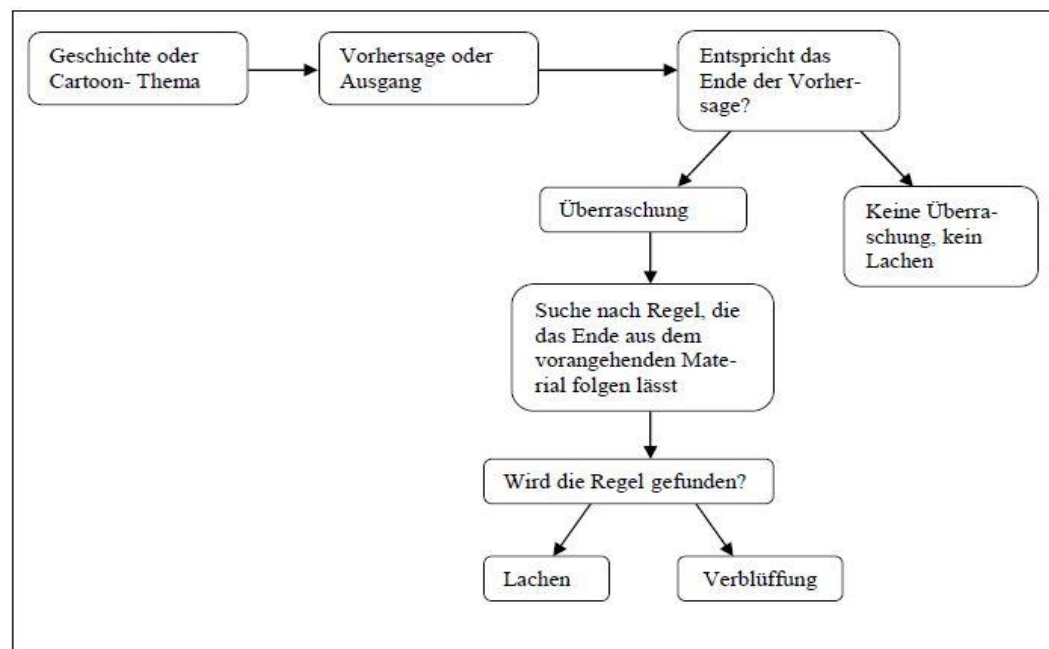 Geschichte oder
Cartoon- Thema
Vorhersage oder
Ausgang
Entspricht das
Ende der Vorher-
sage?
Überraschung
Keine Überra-
schung, kein
Lachen
Suche nach Regel, die
das Ende aus dem
vorangehenden Mate-
rial folgen lässt
Wird die Regel gefunden?
Lachen
Verblüffung